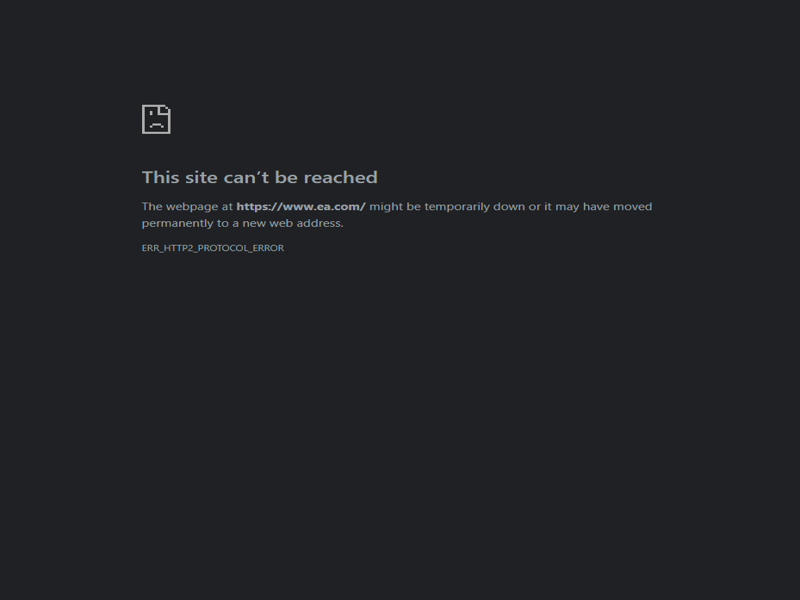 This site can’t be reached
The webpage at https://www.ea.com/ might be temporarily down or it may have moved
permanently to a new web address.
ERR_HTTP2_PROTOCOL_ERROR